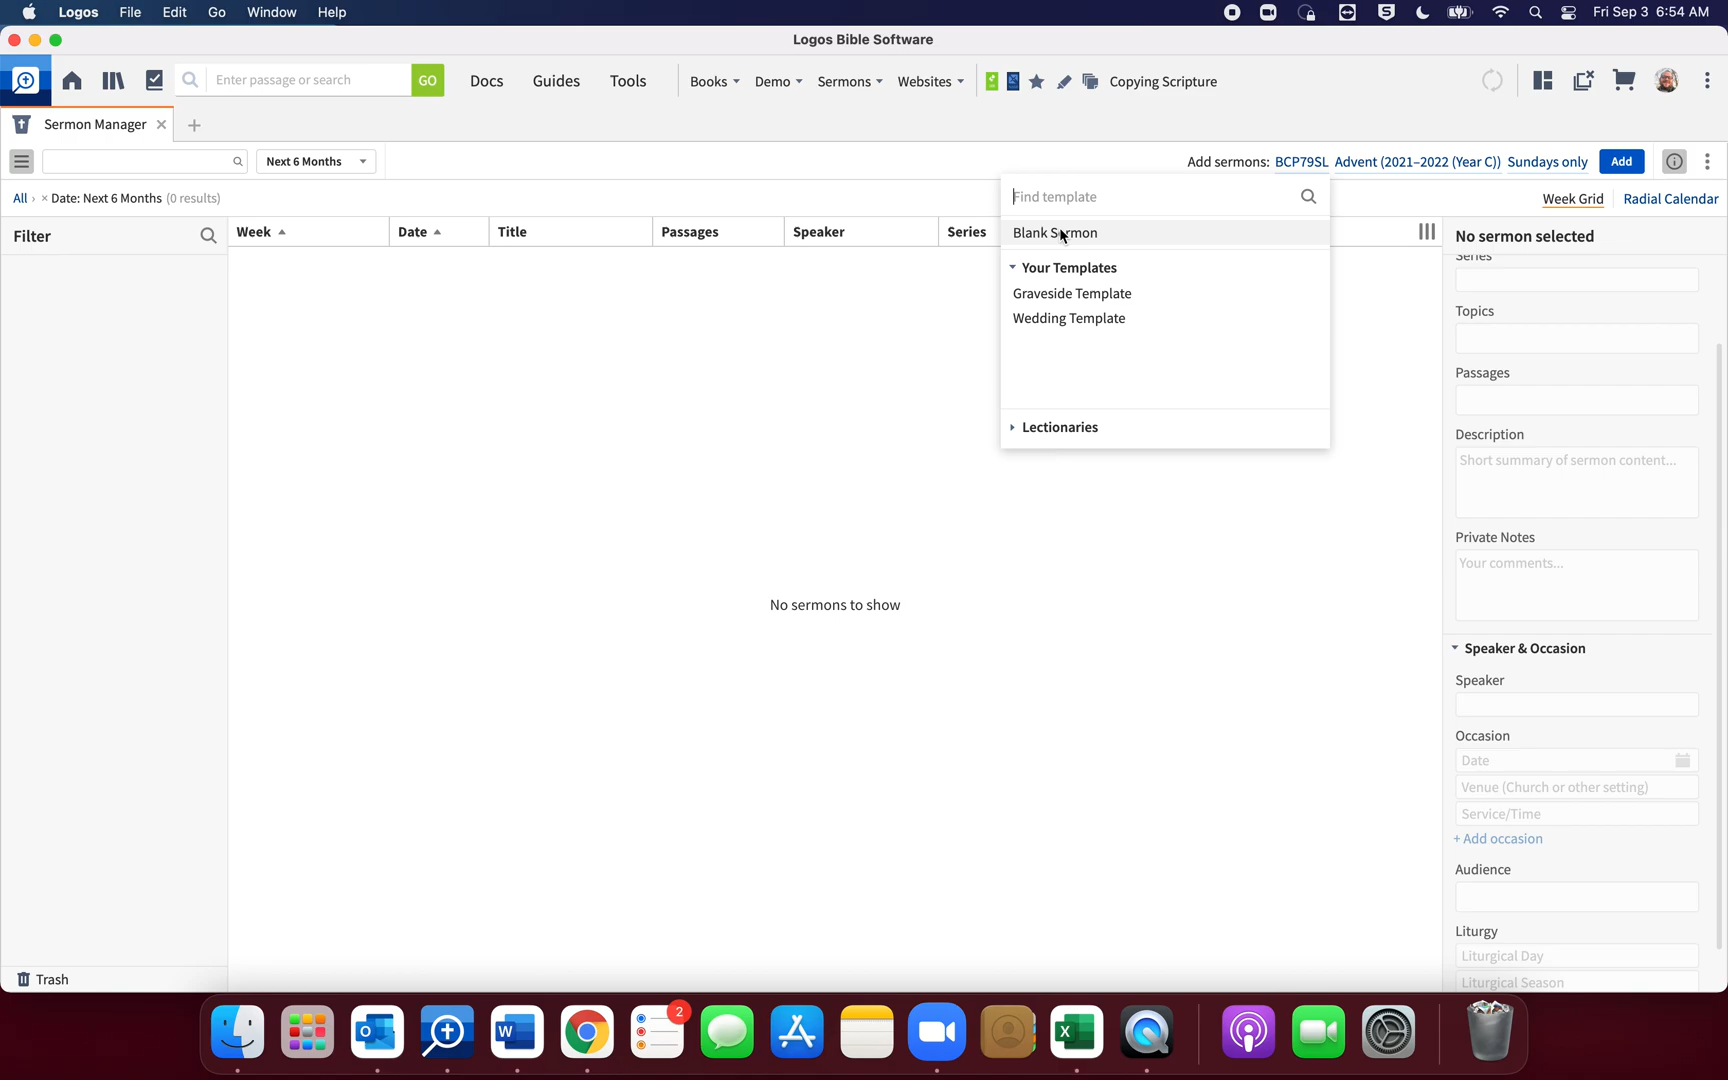 Logos File Edit Go Window Help Fri Sep 3 6:54 AM
Logos Bible Software
Enter passage or search GO Docs Guides Tools Books Demo Sermons Websites Copying Scripture
Sermon Manager
Next 6 Months Add sermons: BCP79SL Advent (2021–2022 (Year C)) Sundays only Add
All › × Date: Next 6 Months (0 results) Find template Week Grid Radial Calendar
Filter Week Date Title Passages Speaker Series Blank Sermon No sermon selected
Series
Your Templates
Graveside Template
Wedding Template
Lectionaries
Topics
Passages
Description
Short summary of sermon content...
Private Notes
Your comments...
No sermons to show
Speaker & Occasion
Speaker
Occasion
Date
Venue (Church or other setting)
Service/Time
+ Add occasion
Audience
Liturgy
Liturgical Day
Liturgical Season
Trash
2